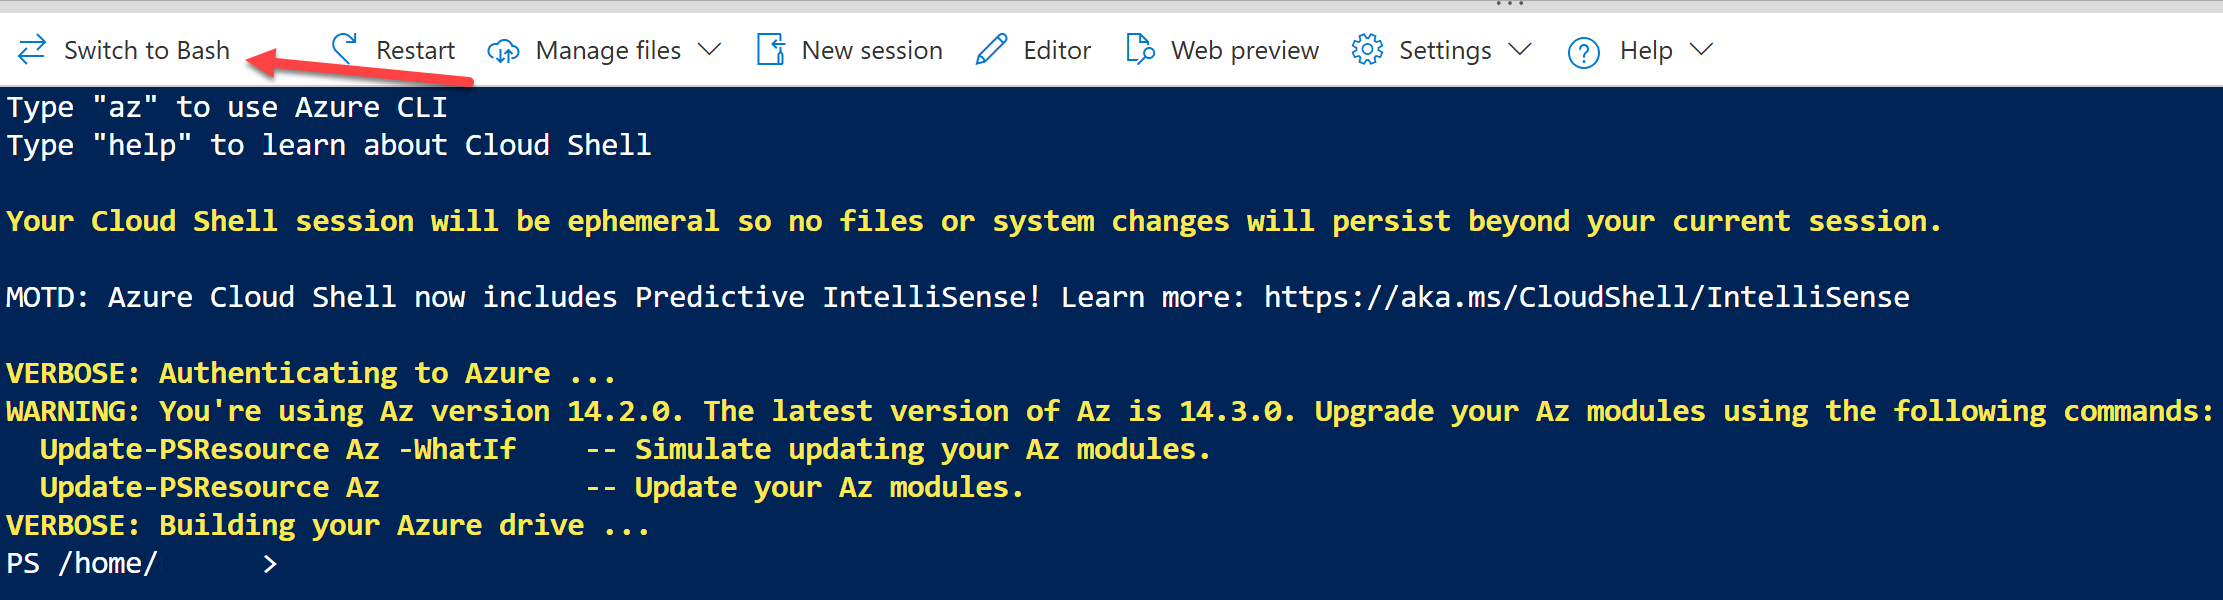 Switch to Bash Restart Manage files New session Editor Web preview Settings Help
Type "az" to use Azure CLI
Type "help" to learn about Cloud Shell
Your Cloud Shell session will be ephemeral so no files or system changes will persist beyond your current session.
MOTD: Azure Cloud Shell now includes Predictive IntelliSense! Learn more: https://aka.ms/CloudShell/IntelliSense
VERBOSE: Authenticating to Azure ...
WARNING: You're using Az version 14.2.0. The latest version of Az is 14.3.0. Upgrade your Az modules using the following commands:
  Update-PSResource Az -WhatIf    -- Simulate updating your Az modules.
  Update-PSResource Az            -- Update your Az modules.
VERBOSE: Building your Azure drive ...
PS /home/      >